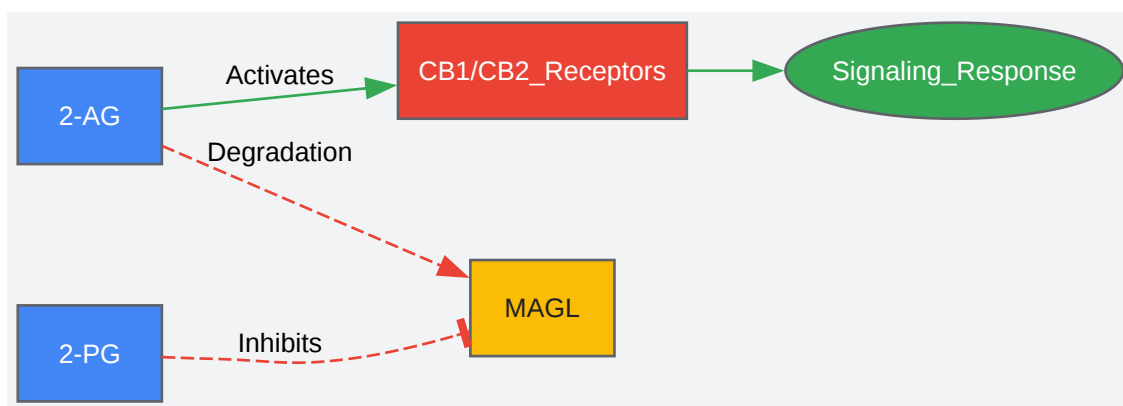 Activates
CB1/CB2_Receptors
Signaling_Response
2-AG
Degradation
MAGL
2-PG
Inhibits